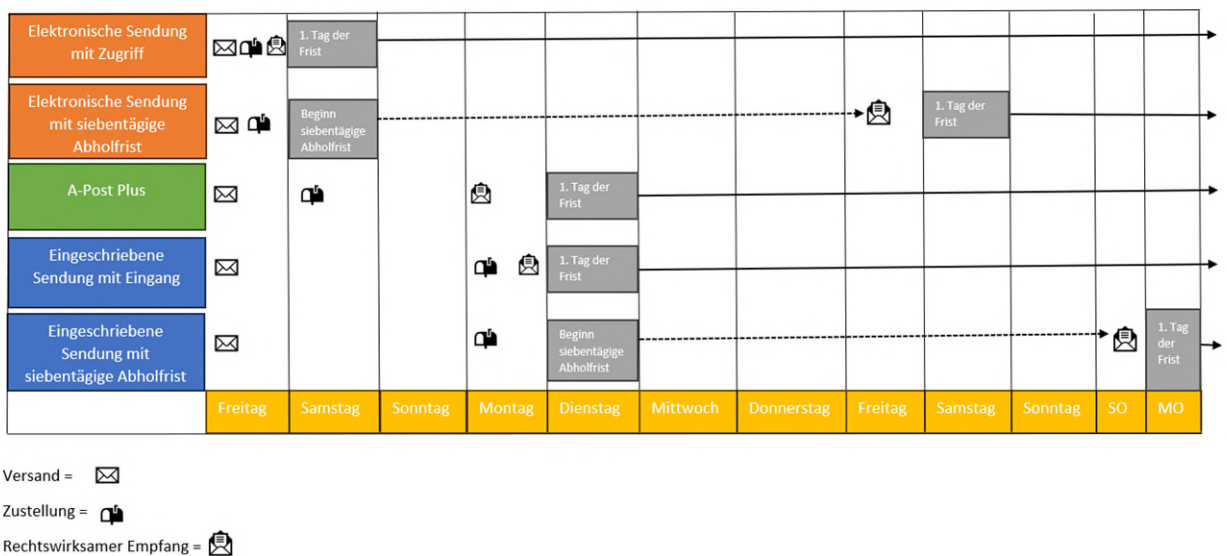 Elektronische Sendung
mit Zugriff
1. Tag der
Frist
Elektronische Sendung
mit siebentägige
Abholfrist
Beginn
siebentägige
Abholfrist
1. Tag der
Frist
A-Post Plus
1. Tag der
Frist
Eingeschriebene
Sendung mit Eingang
1. Tag der
Frist
Eingeschriebene
Sendung mit
siebentägige Abholfrist
Beginn
siebentägige
Abholfrist
1. Tag
der
Frist
Freitag Samstag Sonntag Montag Dienstag Mittwoch Donnerstag Freitag Samstag Sonntag SO MO
Versand =
Zustellung =
Rechtswirksamer Empfang =